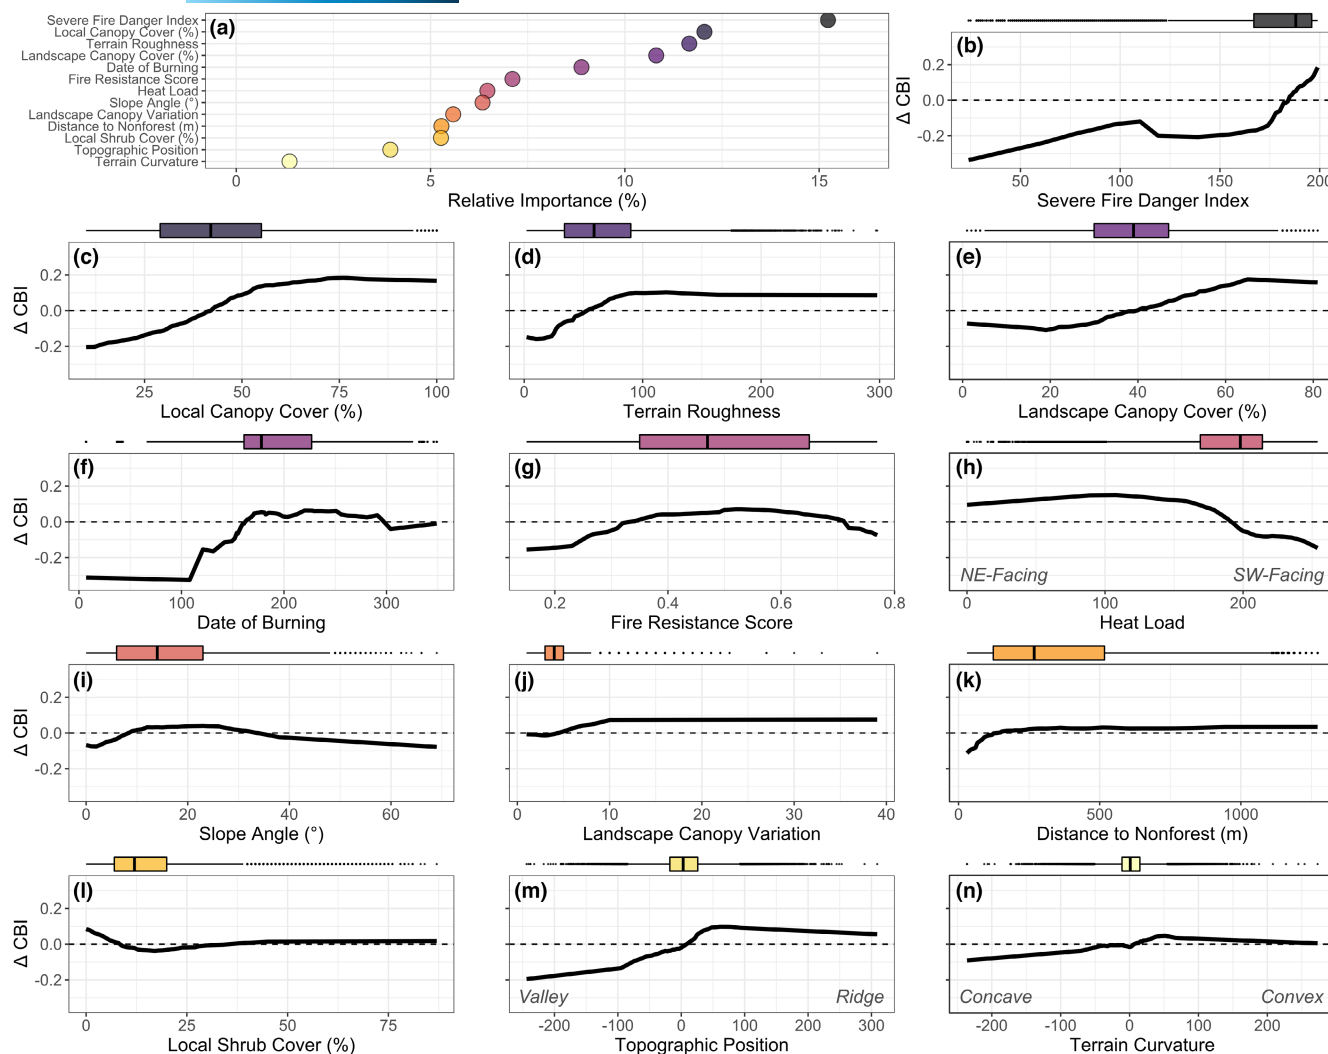 (a)
Severe Fire Danger Index
Local Canopy Cover (%)
Terrain Roughness
Landscape Canopy Cover (%)
Date of Burning
Fire Resistance Score
Heat Load
Slope Angle (°)
Landscape Canopy Variation
Distance to Nonforest (m)
Local Shrub Cover (%)
Topographic Position
Terrain Curvature
0 5 10 15
Relative Importance (%)
(b)
Δ CBI
0.2
0.0
-0.2
50 100 150 200
Severe Fire Danger Index
(c)
Δ CBI
0.2
0.0
-0.2
25 50 75 100
Local Canopy Cover (%)
(d)
0 100 200 300
Terrain Roughness
(e)
0 20 40 60 80
Landscape Canopy Cover (%)
(f)
Δ CBI
0.2
0.0
-0.2
0 100 200 300
Date of Burning
(g)
0.2 0.4 0.6 0.8
Fire Resistance Score
(h)
NE-Facing SW-Facing
0 100 200
Heat Load
(i)
Δ CBI
0.2
0.0
-0.2
0 20 40 60
Slope Angle (°)
(j)
0 10 20 30 40
Landscape Canopy Variation
(k)
0 500 1000
Distance to Nonforest (m)
(l)
Δ CBI
0.2
0.0
-0.2
0 25 50 75
Local Shrub Cover (%)
(m)
Valley Ridge
-200 -100 0 100 200 300
Topographic Position
(n)
Concave Convex
-200 -100 0 100 200
Terrain Curvature